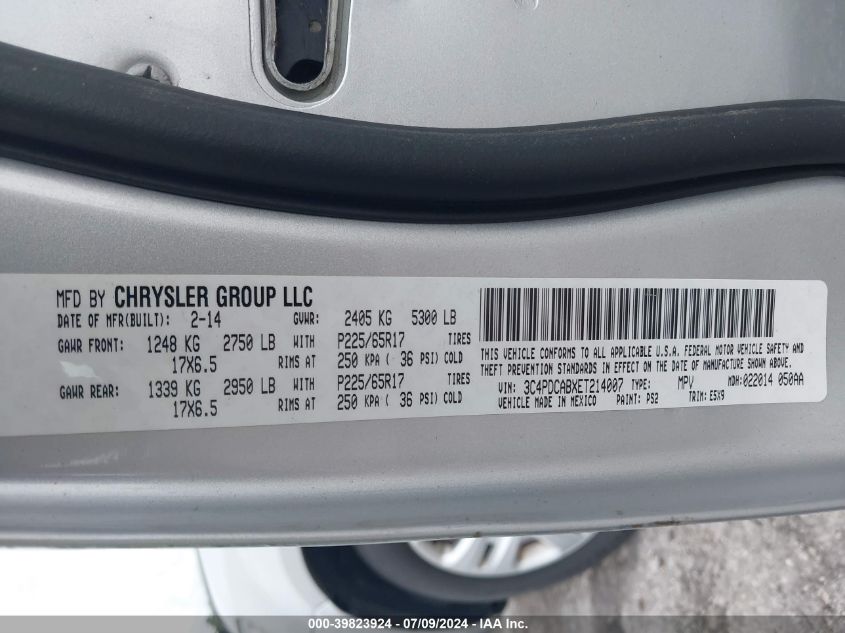 MFD BY CHRYSLER GROUP LLC
DATE OF MFR(BUILT): 2-14 GVWR: 2405 KG 5300 LB
GAWR FRONT: 1248 KG 2750 LB WITH P225/65R17 TIRES
17X6.5 RIMS AT 250 KPA ( 36 PSI) COLD
GAWR REAR: 1339 KG 2950 LB WITH P225/65R17 TIRES
17X6.5 RIMS AT 250 KPA ( 36 PSI) COLD
THIS VEHICLE CONFORMS TO ALL APPLICABLE U.S.A. FEDERAL MOTOR VEHICLE SAFETY AND
THEFT PREVENTION STANDARDS IN EFFECT ON THE DATE OF MANUFACTURE SHOWN ABOVE.
VIN: 3C4PDCABXET214007 TYPE: MPV MDH:022014 050AA
VEHICLE MADE IN MEXICO PAINT: PS2 TRIM: E5X9
000-39823924 - 07/09/2024 - IAA Inc.